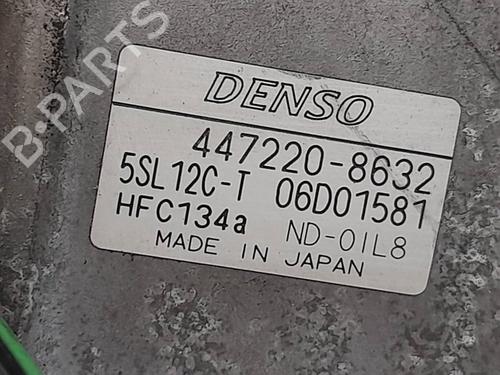 B·PARTS
DENSO
447220-8632
5SL12C-T 06D01581
HFC134a ND-OIL8
MADE IN JAPAN